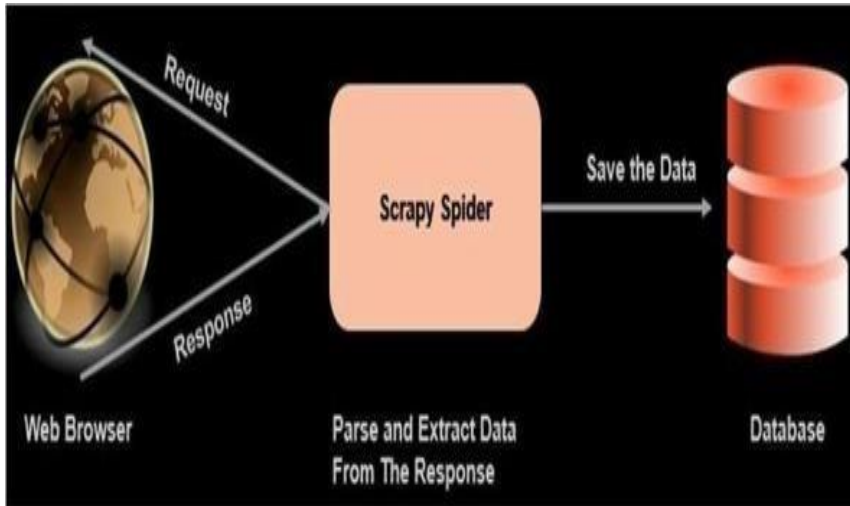 Request
Scrapy Spider
Save the Data
Response
Web Browser
Parse and Extract Data
From The Response
Database